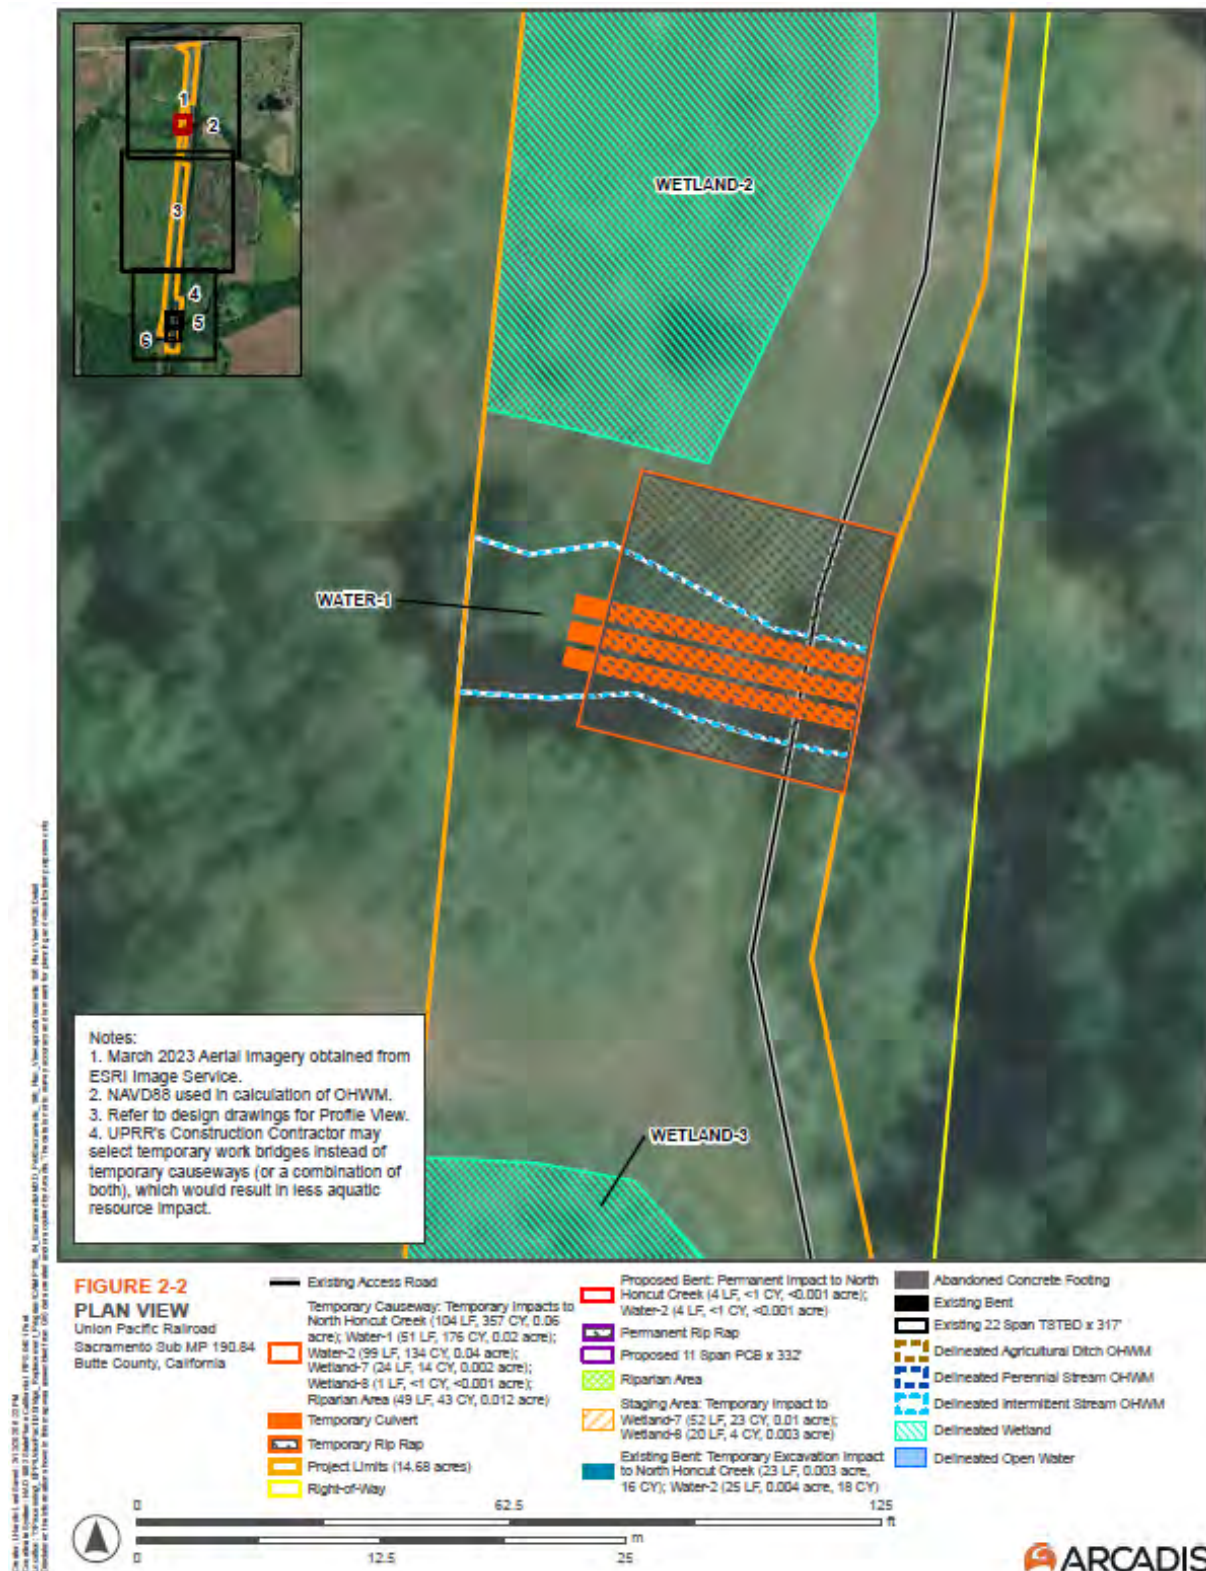 1
2
3
4
5
6
WETLAND-2
WATER-1
WETLAND-3
Notes:
1. March 2023 Aerial Imagery obtained from
ESRI Image Service.
2. NAVD88 used in calculation of OHWM.
3. Refer to design drawings for Profile View.
4. UPRR's Construction Contractor may
select temporary work bridges instead of
temporary causeways (or a combination of
both), which would result in less aquatic
resource impact.
FIGURE 2-2
PLAN VIEW
Union Pacific Railroad
Sacramento Sub MP 190.84
Butte County, California
Existing Access Road
Temporary Causeway: Temporary Impacts to
North Honcut Creek (104 LF, 357 CY, 0.06
acre); Water-1 (51 LF, 176 CY, 0.02 acre);
Water-2 (99 LF, 134 CY, 0.04 acre);
Wetland-7 (24 LF, 14 CY, 0.002 acre);
Wetland-8 (1 LF, <1 CY, <0.001 acre);
Riparian Area (49 LF, 43 CY, 0.012 acre)
Temporary Culvert
Temporary Rip Rap
Project Limits (14.68 acres)
Right-of-Way
Proposed Bent: Permanent Impact to North
Honcut Creek (4 LF, <1 CY, <0.001 acre);
Water-2 (4 LF, <1 CY, <0.001 acre)
Permanent Rip Rap
Proposed 11 Span PCB x 332'
Riparian Area
Staging Area: Temporary Impact to
Wetland-7 (52 LF, 23 CY, 0.01 acre);
Wetland-8 (20 LF, 4 CY, 0.003 acre)
Existing Bent: Temporary Excavation Impact
to North Honcut Creek (23 LF, 0.003 acre,
16 CY); Water-2 (25 LF, 0.004 acre, 18 CY)
Abandoned Concrete Footing
Existing Bent
Existing 22 Span TSTBD x 317'
Delineated Agricultural Ditch OHWM
Delineated Perennial Stream OHWM
Delineated Intermittent Stream OHWM
Delineated Wetland
Delineated Open Water
0 62.5 125
ft
m
0 12.5 25
ARCADIS